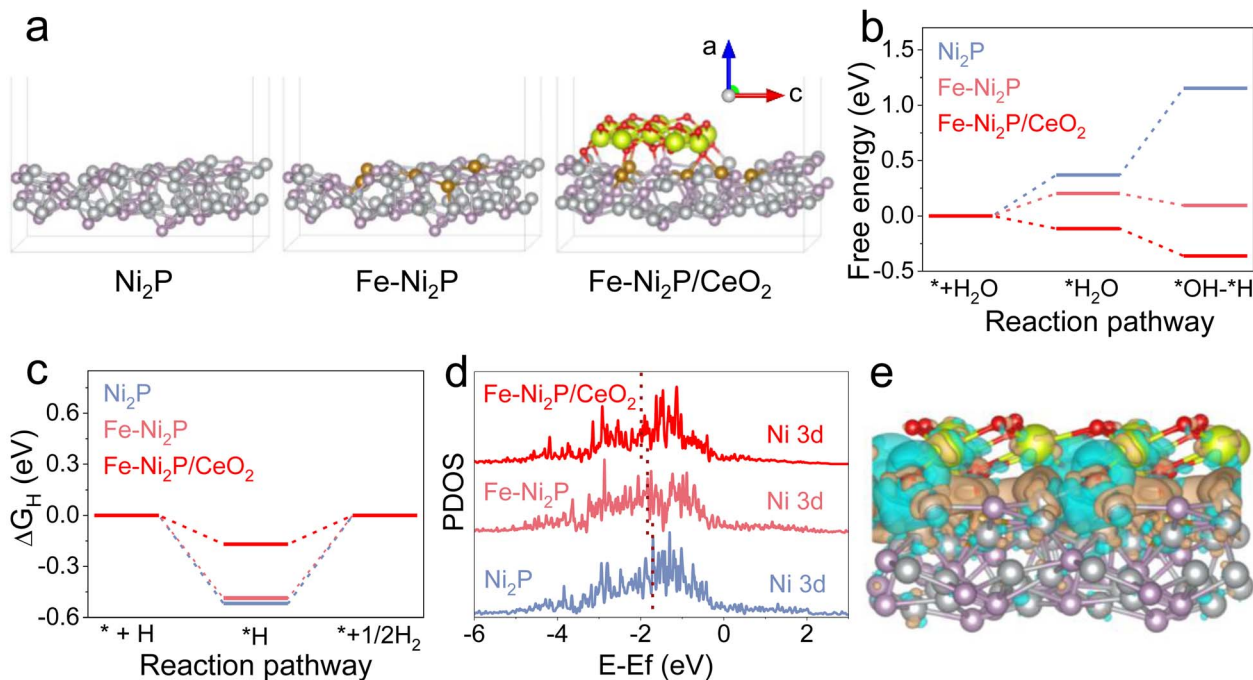 a
a
c
Ni₂P
Fe-Ni₂P
Fe-Ni₂P/CeO₂
b
Free energy (eV)
1.5
1.0
0.5
0.0
-0.5
Ni₂P
Fe-Ni₂P
Fe-Ni₂P/CeO₂
*+H₂O
*H₂O
*OH-*H
Reaction pathway
c
ΔG_H (eV)
0.6
0.3
0.0
-0.3
-0.6
Ni₂P
Fe-Ni₂P
Fe-Ni₂P/CeO₂
* + H
*H
*+1/2H₂
Reaction pathway
d
PDOS
Fe-Ni₂P/CeO₂
Ni 3d
Fe-Ni₂P
Ni 3d
Ni₂P
Ni 3d
-6
-4
-2
0
2
E-Ef (eV)
e